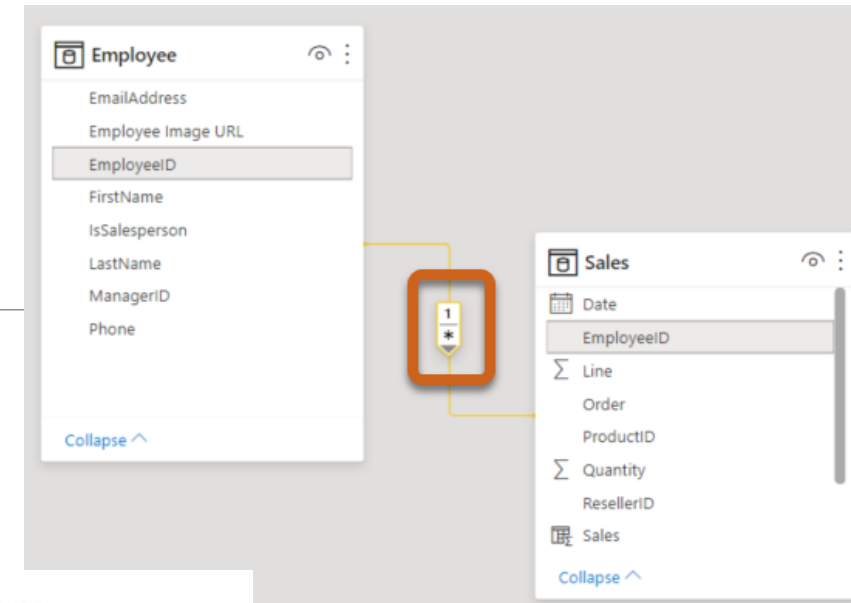 Employee
EmailAddress
Employee Image URL
EmployeeID
FirstName
IsSalesperson
LastName
ManagerID
Phone
Collapse
1
*
Sales
Date
EmployeeID
Σ Line
Order
ProductID
Σ Quantity
ResellerID
Sales
Collapse